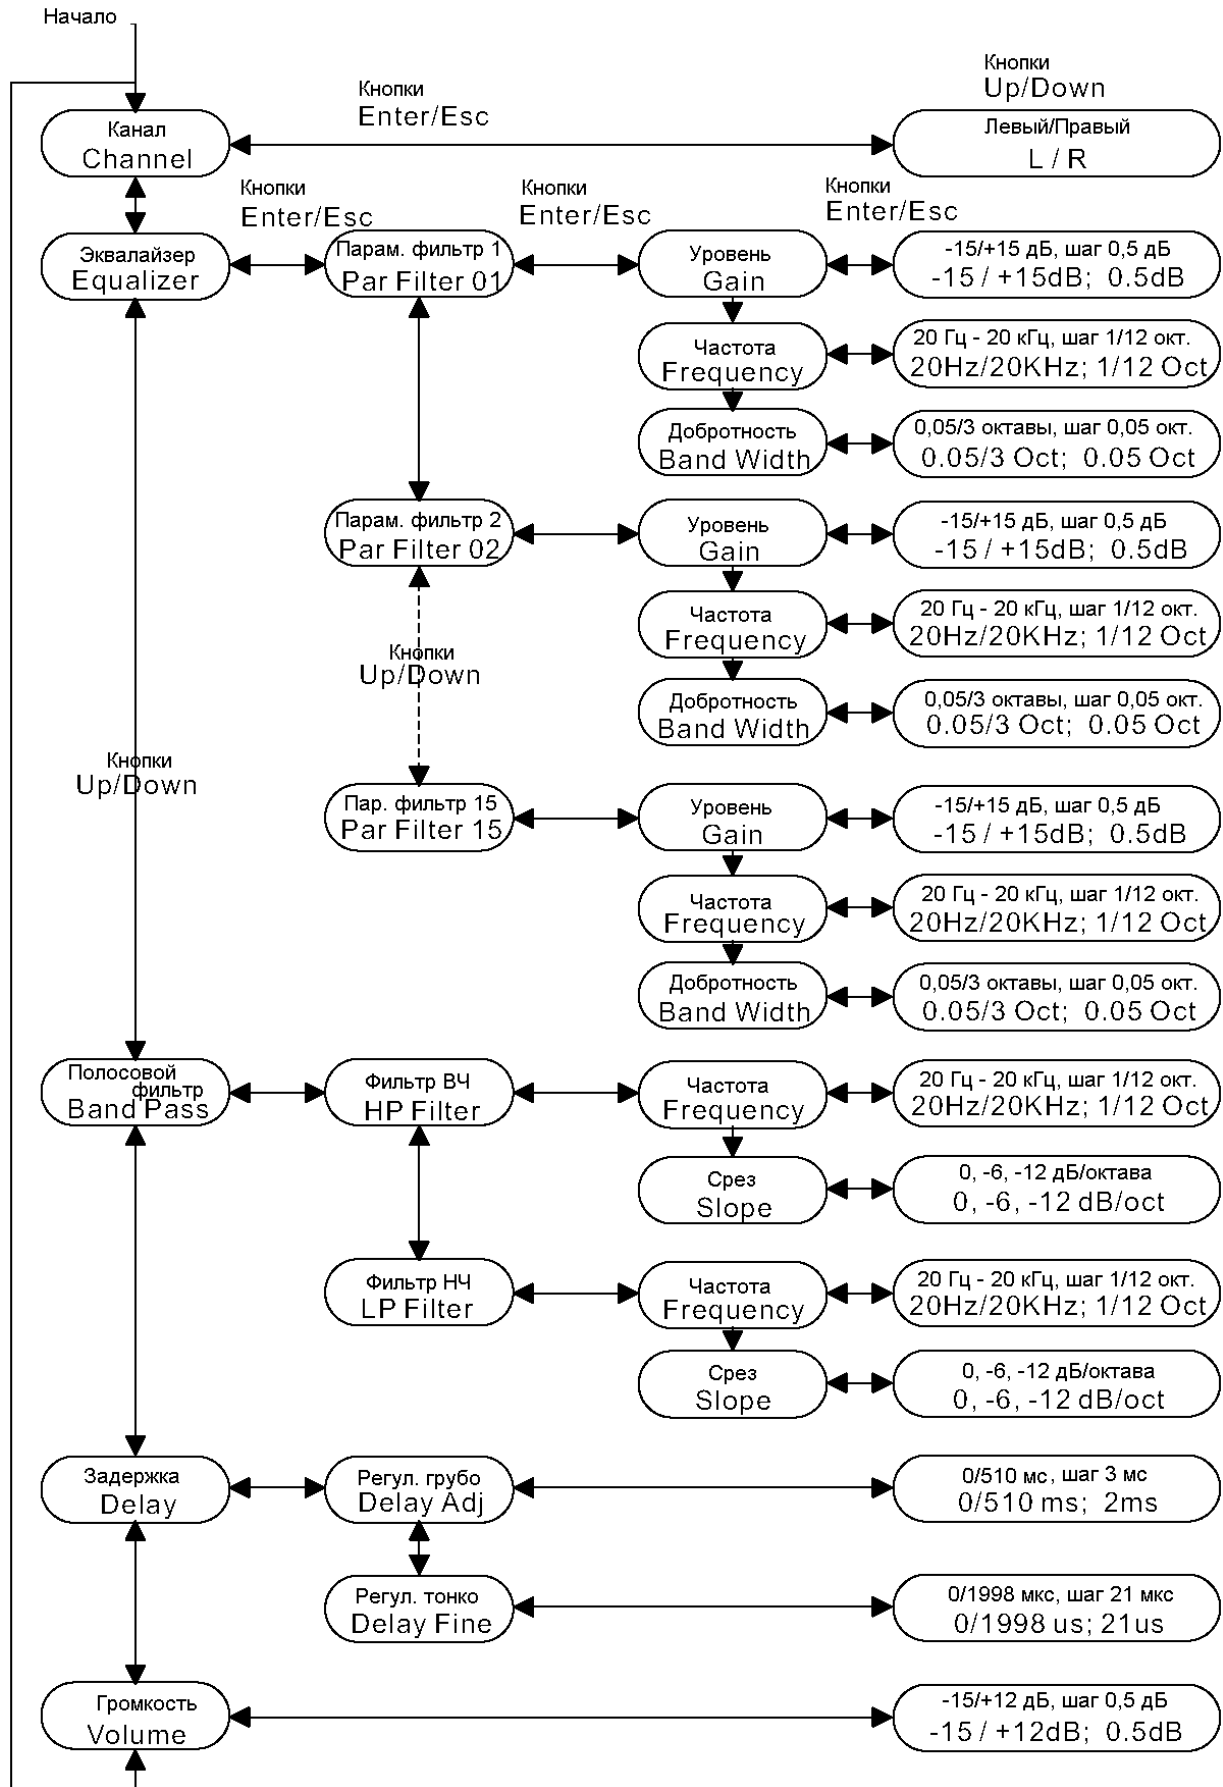 Начало
Кнопки
Up/Down
Кнопки
Enter/Esc
Канал
Channel
Левый/Правый
L / R
Кнопки
Enter/Esc
Кнопки
Enter/Esc
Кнопки
Enter/Esc
Эквалайзер
Equalizer
Парам. фильтр 1
Par Filter 01
Уровень
Gain
-15/+15 дБ, шаг 0,5 дБ
-15 / +15dB; 0.5dB
Частота
Frequency
20 Гц - 20 кГц, шаг 1/12 окт.
20Hz/20KHz; 1/12 Oct
Добротность
Band Width
0,05/3 октавы, шаг 0,05 окт.
0.05/3 Oct; 0.05 Oct
Парам. фильтр 2
Par Filter 02
Уровень
Gain
-15/+15 дБ, шаг 0,5 дБ
-15 / +15dB; 0.5dB
Частота
Frequency
20 Гц - 20 кГц, шаг 1/12 окт.
20Hz/20KHz; 1/12 Oct
Кнопки
Up/Down
Добротность
Band Width
0,05/3 октавы, шаг 0,05 окт.
0.05/3 Oct; 0.05 Oct
Кнопки
Up/Down
Пар. фильтр 15
Par Filter 15
Уровень
Gain
-15/+15 дБ, шаг 0,5 дБ
-15 / +15dB; 0.5dB
Частота
Frequency
20 Гц - 20 кГц, шаг 1/12 окт.
20Hz/20KHz; 1/12 Oct
Добротность
Band Width
0,05/3 октавы, шаг 0,05 окт.
0.05/3 Oct; 0.05 Oct
Полосовой
фильтр
Band Pass
Фильтр ВЧ
HP Filter
Частота
Frequency
20 Гц - 20 кГц, шаг 1/12 окт.
20Hz/20KHz; 1/12 Oct
Срез
Slope
0, -6, -12 дБ/октава
0, -6, -12 dB/oct
Фильтр НЧ
LP Filter
Частота
Frequency
20 Гц - 20 кГц, шаг 1/12 окт.
20Hz/20KHz; 1/12 Oct
Срез
Slope
0, -6, -12 дБ/октава
0, -6, -12 dB/oct
Задержка
Delay
Регул. грубо
Delay Adj
0/510 мс, шаг 3 мс
0/510 ms; 2ms
Регул. тонко
Delay Fine
0/1998 мкс, шаг 21 мкс
0/1998 us; 21us
Громкость
Volume
-15/+12 дБ, шаг 0,5 дБ
-15 / +12dB; 0.5dB